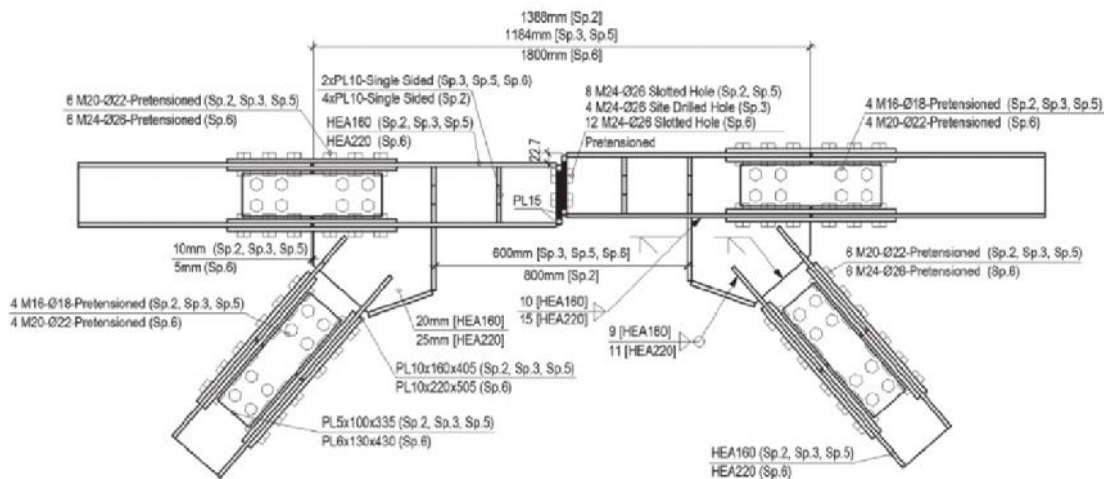 1388mm [Sp.2]
1184mm [Sp.3, Sp.5]
1800mm [Sp.6]
2xPL10-Single Sided (Sp.3, Sp.5, Sp.6)
4xPL10-Single Sided (Sp.2)
HEA160 (Sp.2, Sp.3, Sp.5)
HEA220 (Sp.6)
6 M20-Ø22-Pretensioned (Sp.2, Sp.3, Sp.5)
6 M24-Ø26-Pretensioned (Sp.6)
8 M24-Ø26 Slotted Hole (Sp.2, Sp.5)
4 M24-Ø26 Site Drilled Hole (Sp.3)
12 M24-Ø26 Slotted Hole (Sp.6)
Pretensioned
4 M16-Ø18-Pretensioned (Sp.2, Sp.3, Sp.5)
4 M20-Ø22-Pretensioned (Sp.6)
22.7
PL15
10mm (Sp.2, Sp.3, Sp.5)
5mm (Sp.6)
600mm [Sp.3, Sp.5, Sp.6]
800mm [Sp.2]
6 M20-Ø22-Pretensioned (Sp.2, Sp.3, Sp.5)
6 M24-Ø26-Pretensioned (Sp.6)
4 M16-Ø18-Pretensioned (Sp.2, Sp.3, Sp.5)
4 M20-Ø22-Pretensioned (Sp.6)
20mm [HEA160]
25mm [HEA220]
10 [HEA160]
15 [HEA220]
9 [HEA160]
11 [HEA220]
PL10x160x405 (Sp.2, Sp.3, Sp.5)
PL10x220x505 (Sp.6)
PL5x100x335 (Sp.2, Sp.3, Sp.5)
PL6x130x430 (Sp.6)
HEA160 (Sp.2, Sp.3, Sp.5)
HEA220 (Sp.6)